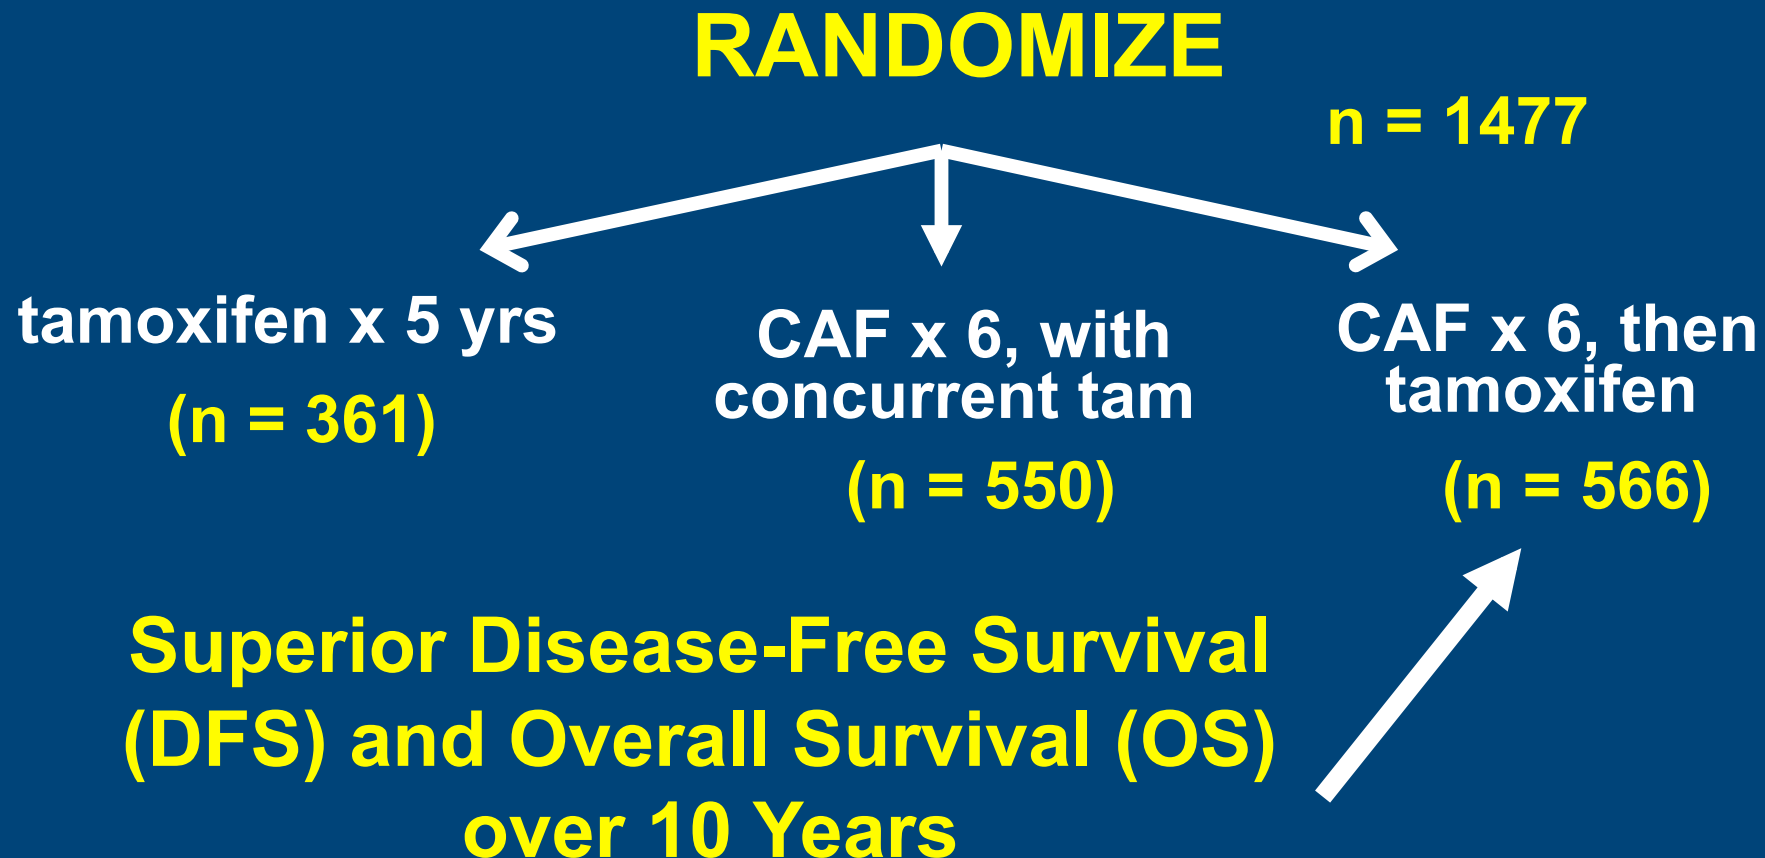 RANDOMIZE
n = 1477
tamoxifen x 5 yrs
(n = 361)
CAF x 6, with
concurrent tam
(n = 550)
CAF x 6, then
tamoxifen
(n = 566)
Superior Disease-Free Survival
(DFS) and Overall Survival (OS)
over 10 Years